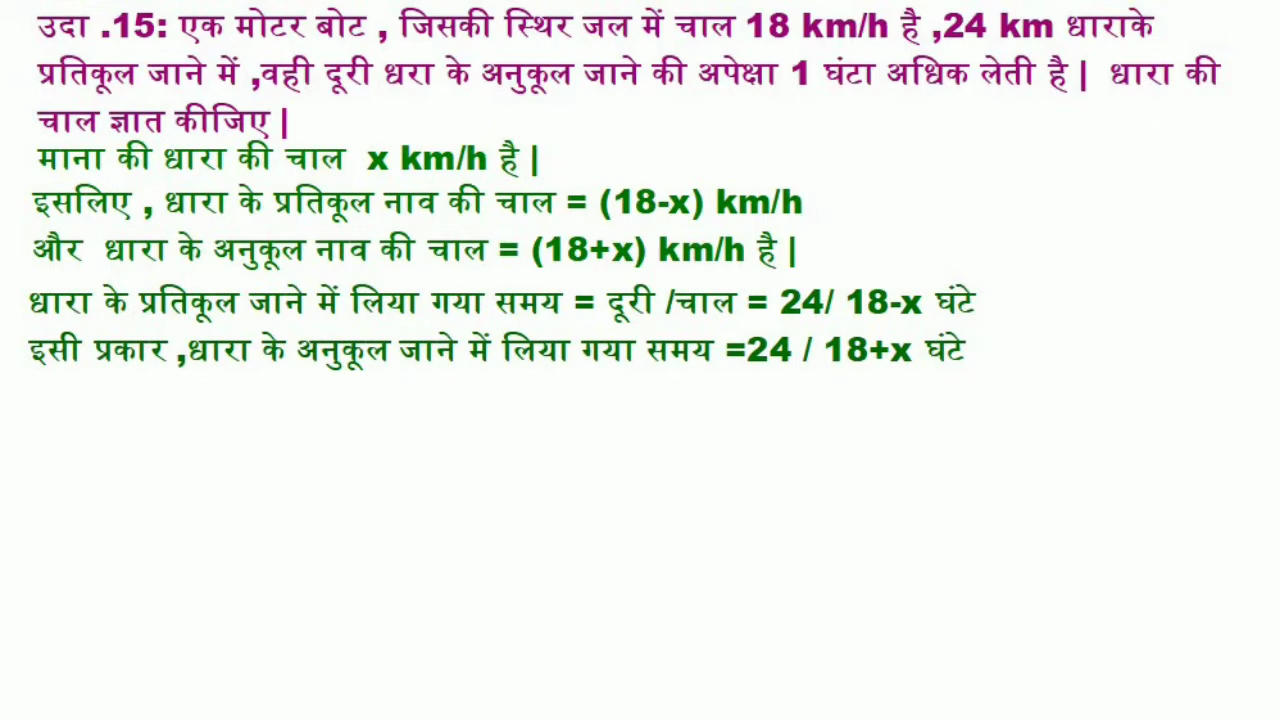 उदा .15: एक मोटर बोट , जिसकी स्थिर जल में चाल 18 km/h है ,24 km धाराके
प्रतिकूल जाने में ,वही दूरी धरा के अनुकूल जाने की अपेक्षा 1 घंटा अधिक लेती है | धारा की
चाल ज्ञात कीजिए |
माना की धारा की चाल x km/h है |
इसलिए , धारा के प्रतिकूल नाव की चाल = (18-x) km/h
और धारा के अनुकूल नाव की चाल = (18+x) km/h है |
धारा के प्रतिकूल जाने में लिया गया समय = दूरी /चाल = 24/ 18-x घंटे
इसी प्रकार ,धारा के अनुकूल जाने में लिया गया समय =24 / 18+x घंटे